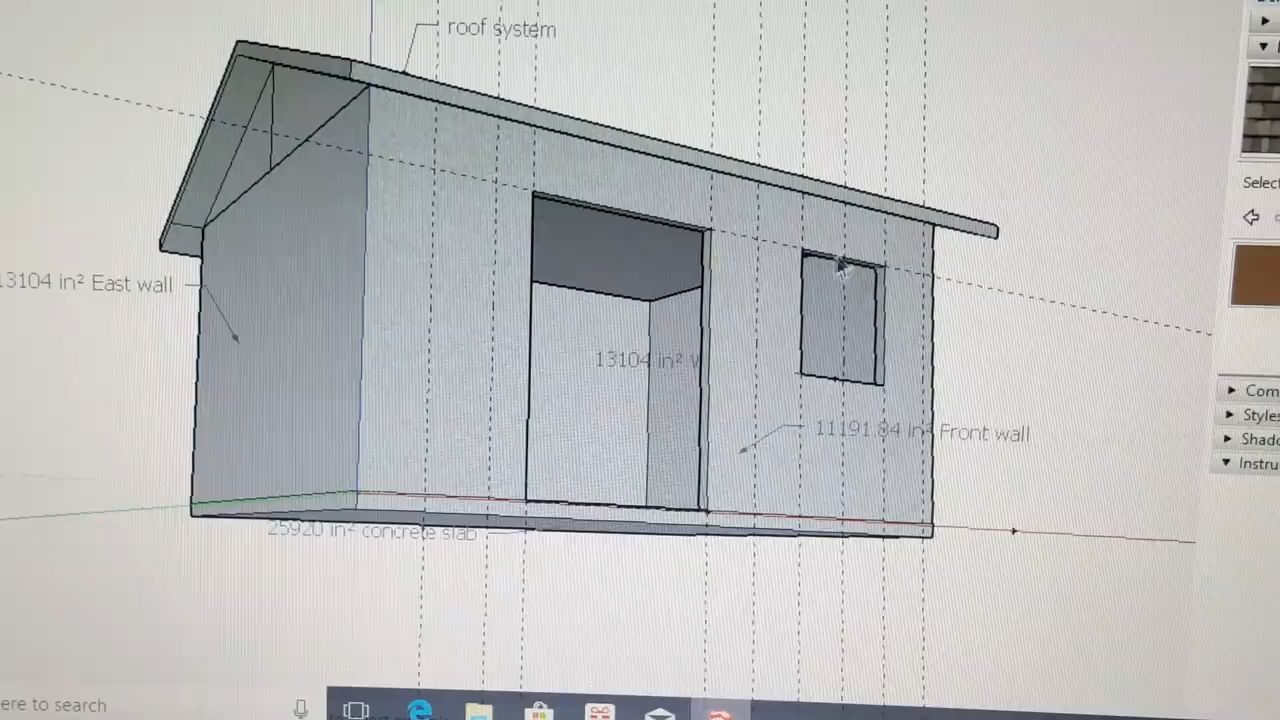 roof system
Select
13104 in² East wall
13104 in²
11191.84 in² Front wall
25920 in² concrete slab
Com
Styles
Shado
Instru
ere to search